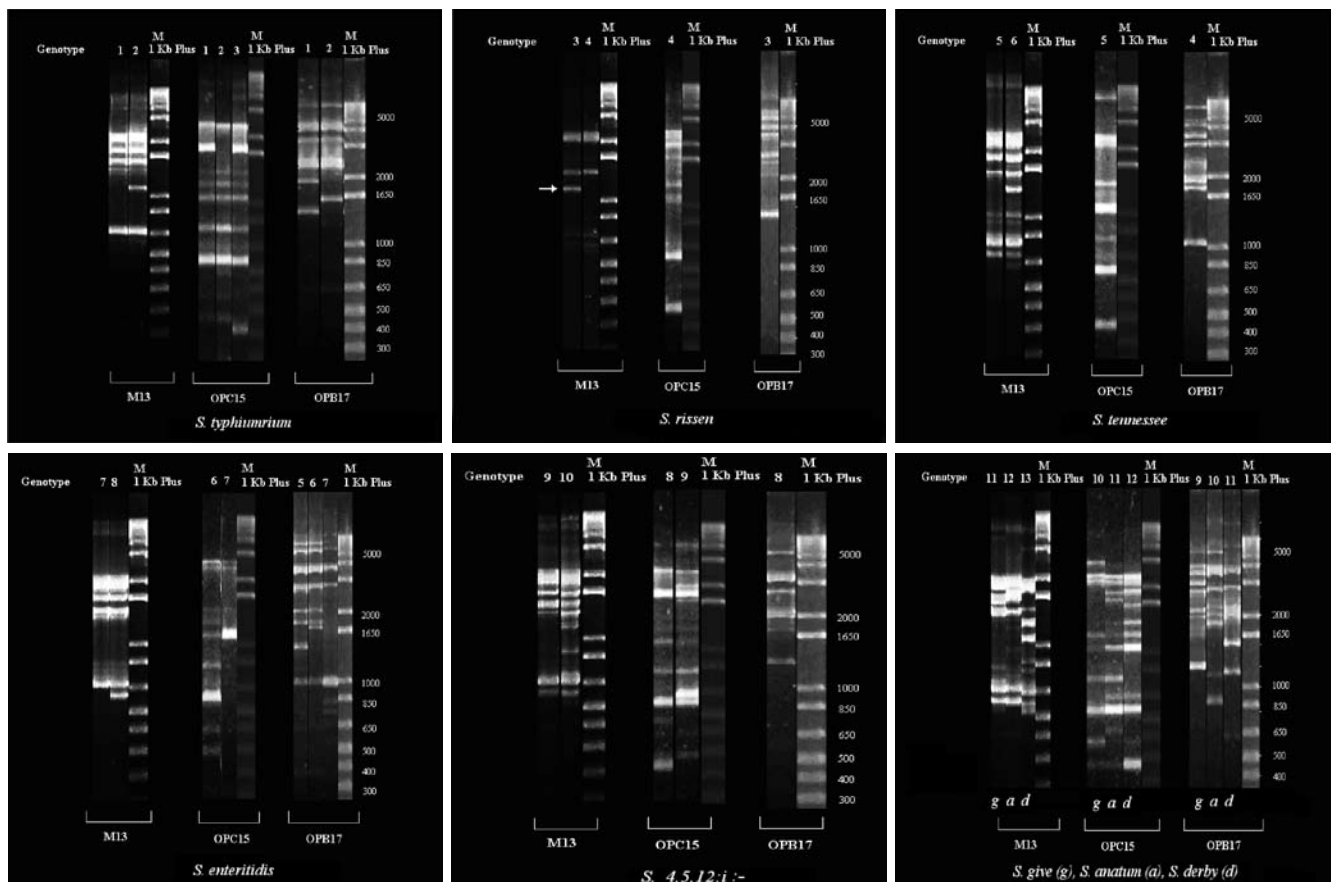 M
Genotype 1 2 1 Kb Plus 1 2 3 1 Kb Plus 1 2 1 Kb Plus
5000
2000
1650
1000
850
650
500
400
300
M13 OPC15 OPB17
S. typhiumrium
M M M
Genotype 3 4 1 Kb Plus 4 1 Kb Plus 3 1 Kb Plus
5000
2000
1650
1000
850
650
500
400
300
M13 OPC15 OPB17
S. rissen
M M M
Genotype 5 6 1 Kb Plus 5 1 Kb Plus 4 1 Kb Plus
5000
2000
1650
1000
850
650
500
400
300
M13 OPC15 OPB17
S. tennessee
M M M
Genotype 7 8 1 Kb Plus 6 7 1 Kb Plus 5 6 7 1 Kb Plus
5000
2000
1650
1000
850
650
500
400
300
M13 OPC15 OPB17
S. enteritidis
M M M
Genotype 9 10 1 Kb Plus 8 9 1 Kb Plus 8 1 Kb Plus
5000
2000
1650
1000
850
650
500
400
300
M13 OPC15 OPB17
S. 4,5,12:i :-
M M M
Genotype 11 12 13 1 Kb Plus 10 11 12 1 Kb Plus 9 10 11 1 Kb Plus
5000
2000
1650
1000
850
650
500
400
g a d g a d g a d
M13 OPC15 OPB17
S. give (g), S. anatum (a), S. derby (d)